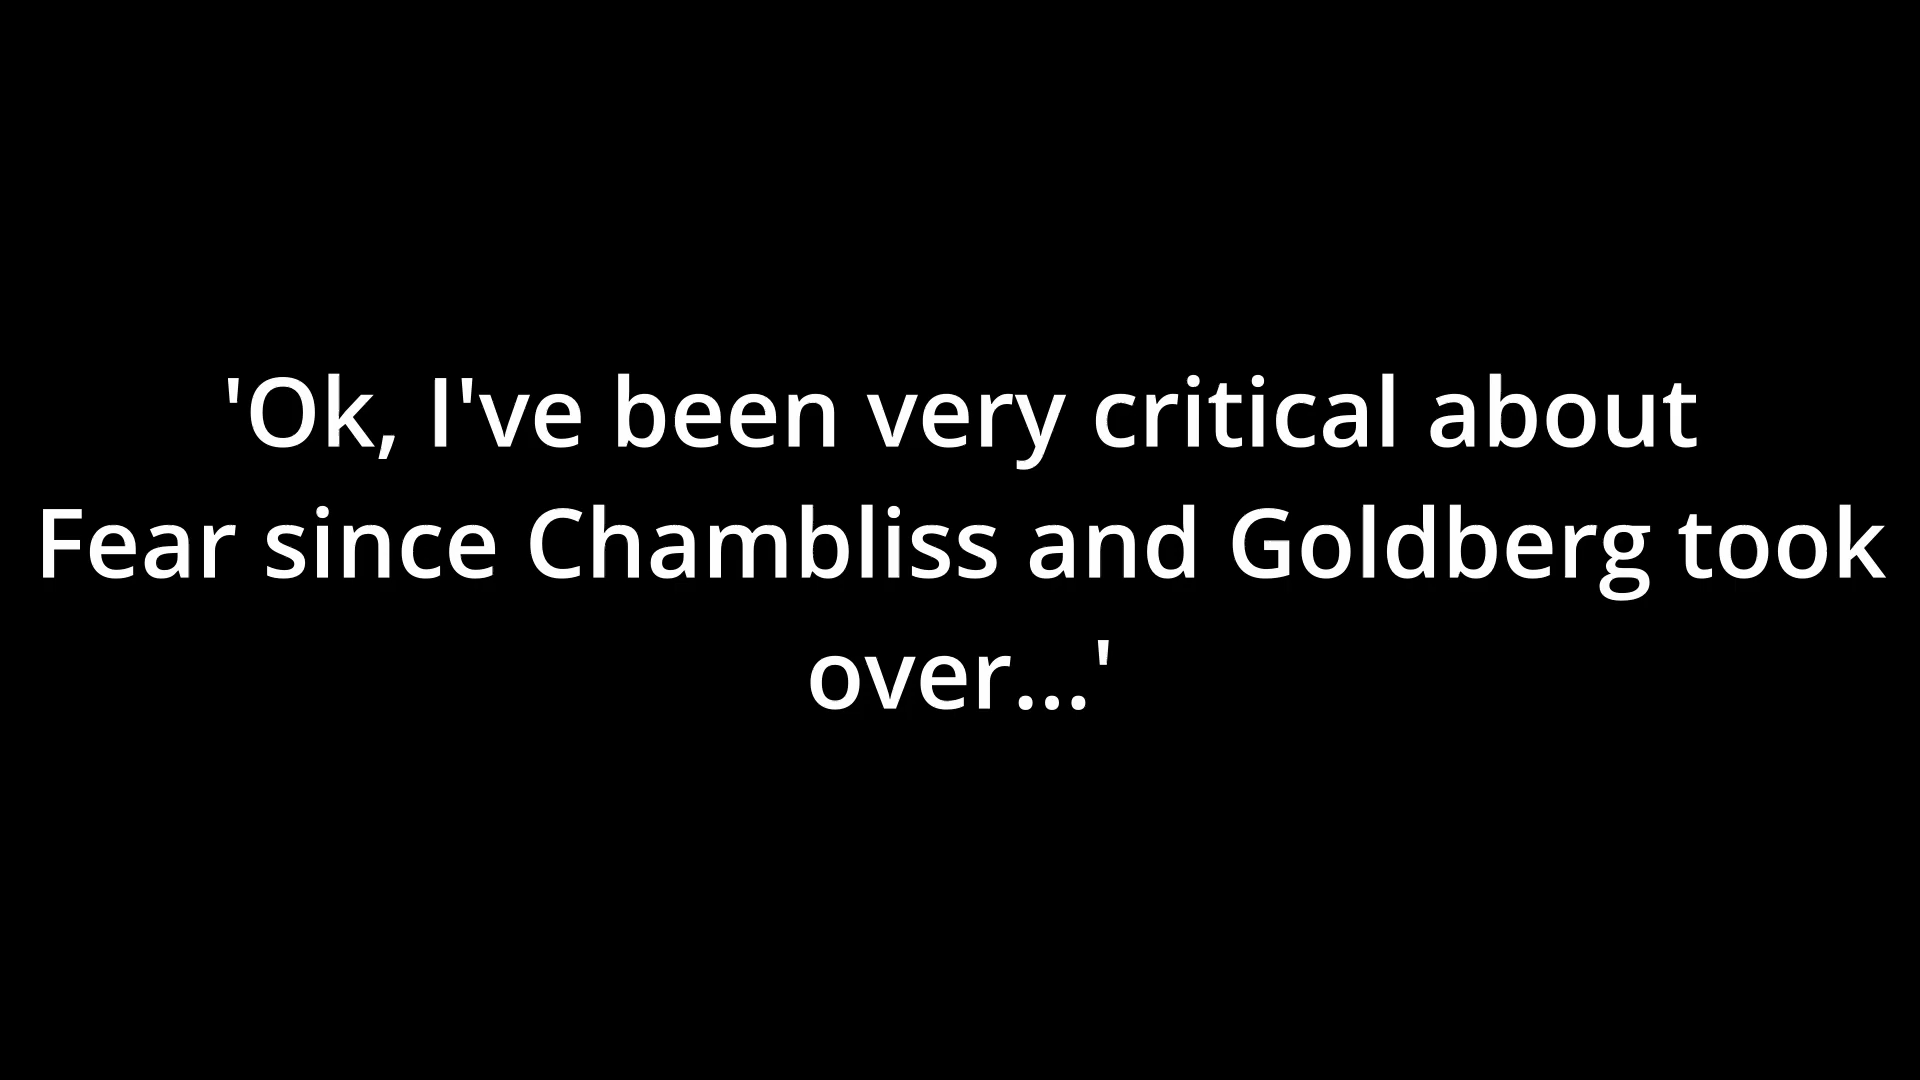 'Ok, I've been very critical about
Fear since Chambliss and Goldberg took
over...'